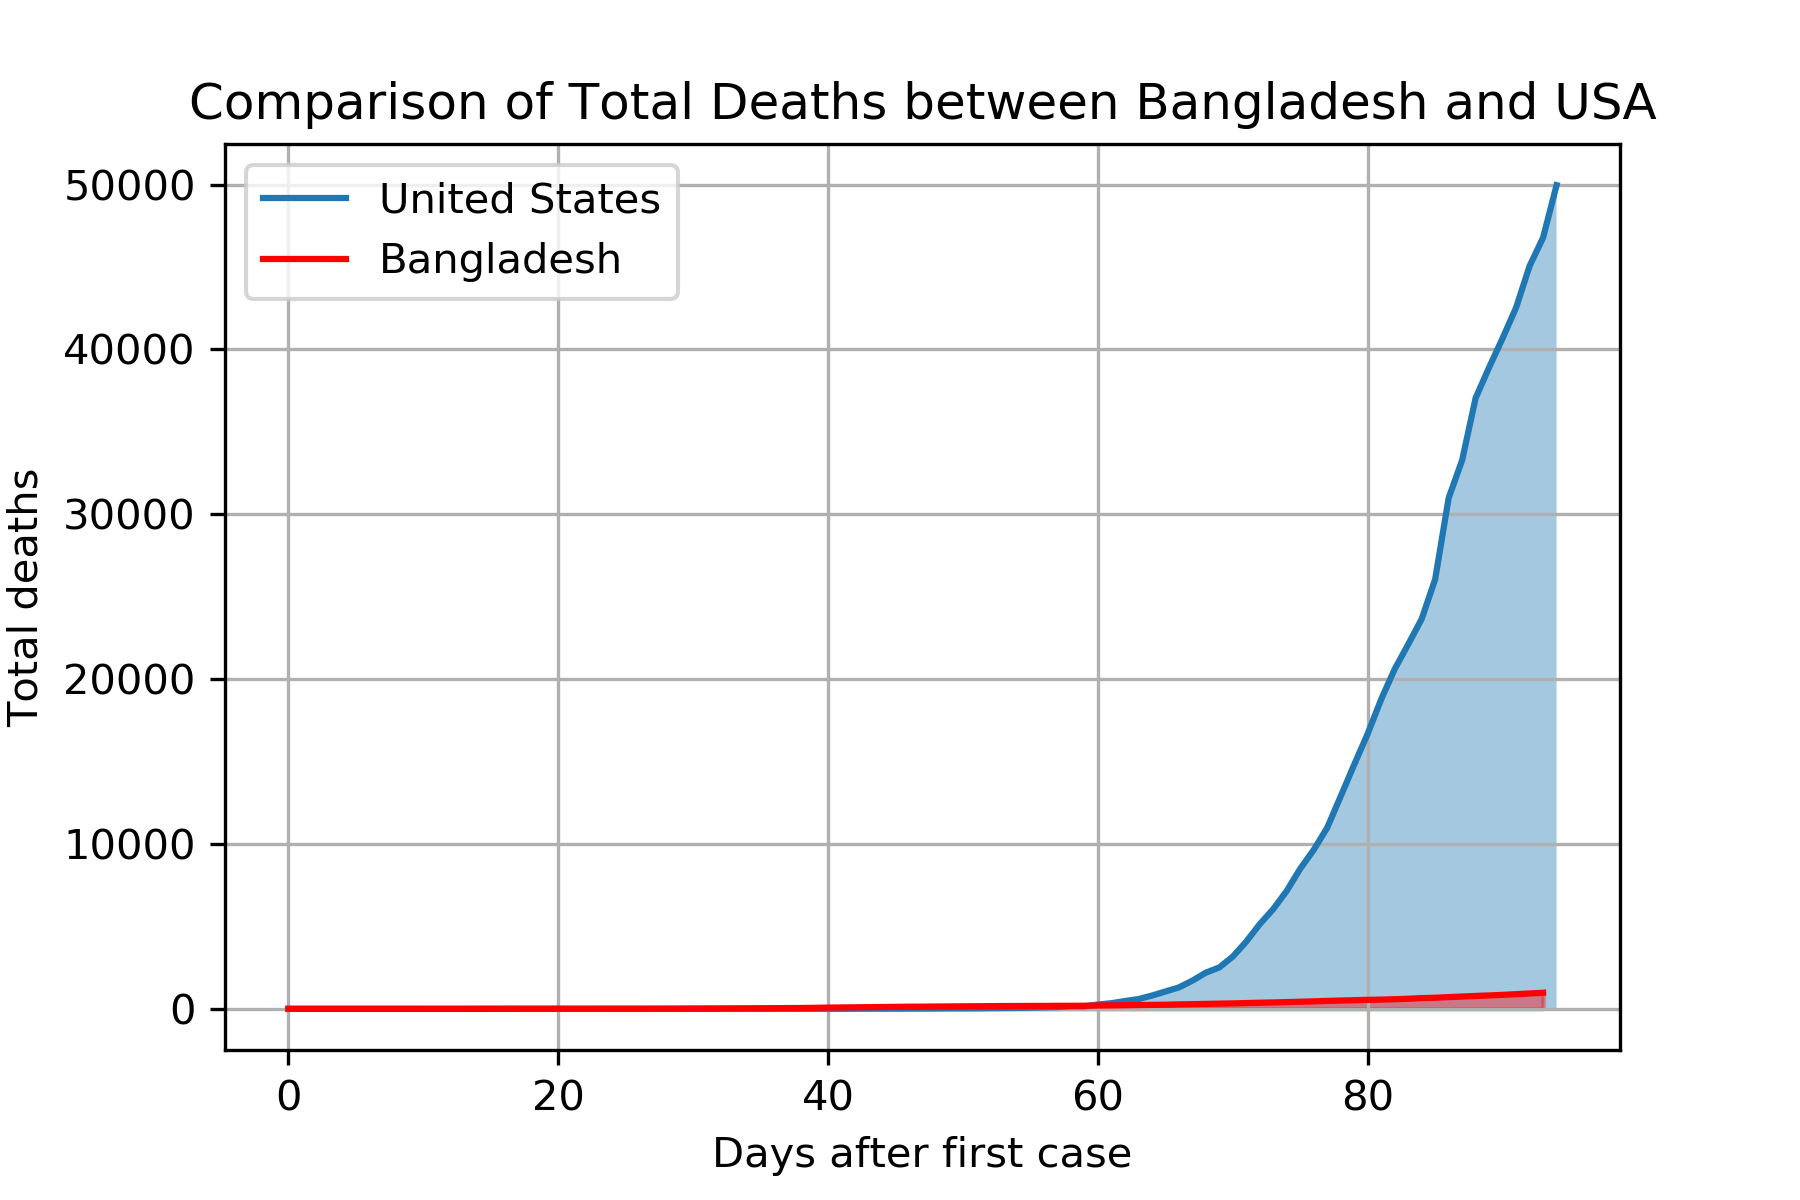 Comparison of Total Deaths between Bangladesh and USA
United States
Bangladesh
50000
40000
30000
20000
10000
0
Total deaths
0 20 40 60 80
Days after first case